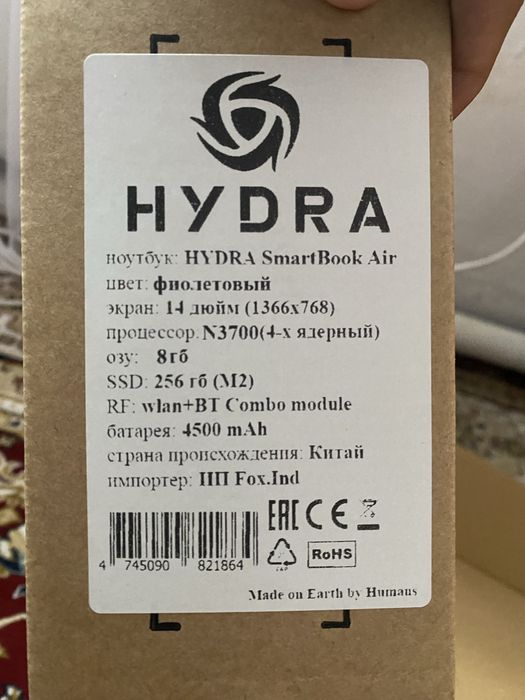 HYDRA
ноутбук: HYDRA SmartBook Air
цвет: фиолетовый
экран: 14 дюйм (1366x768)
процессор: N3700(4-х ядерный)
озу: 8гб
SSD: 256 гб (M2)
RF: wlan+BT Combo module
батарея: 4500 mAh
страна происхождения: Китай
импортер: ИП Fox.Ind
EAC CE
RoHS
4 745090 821864
Made on Earth by Humans